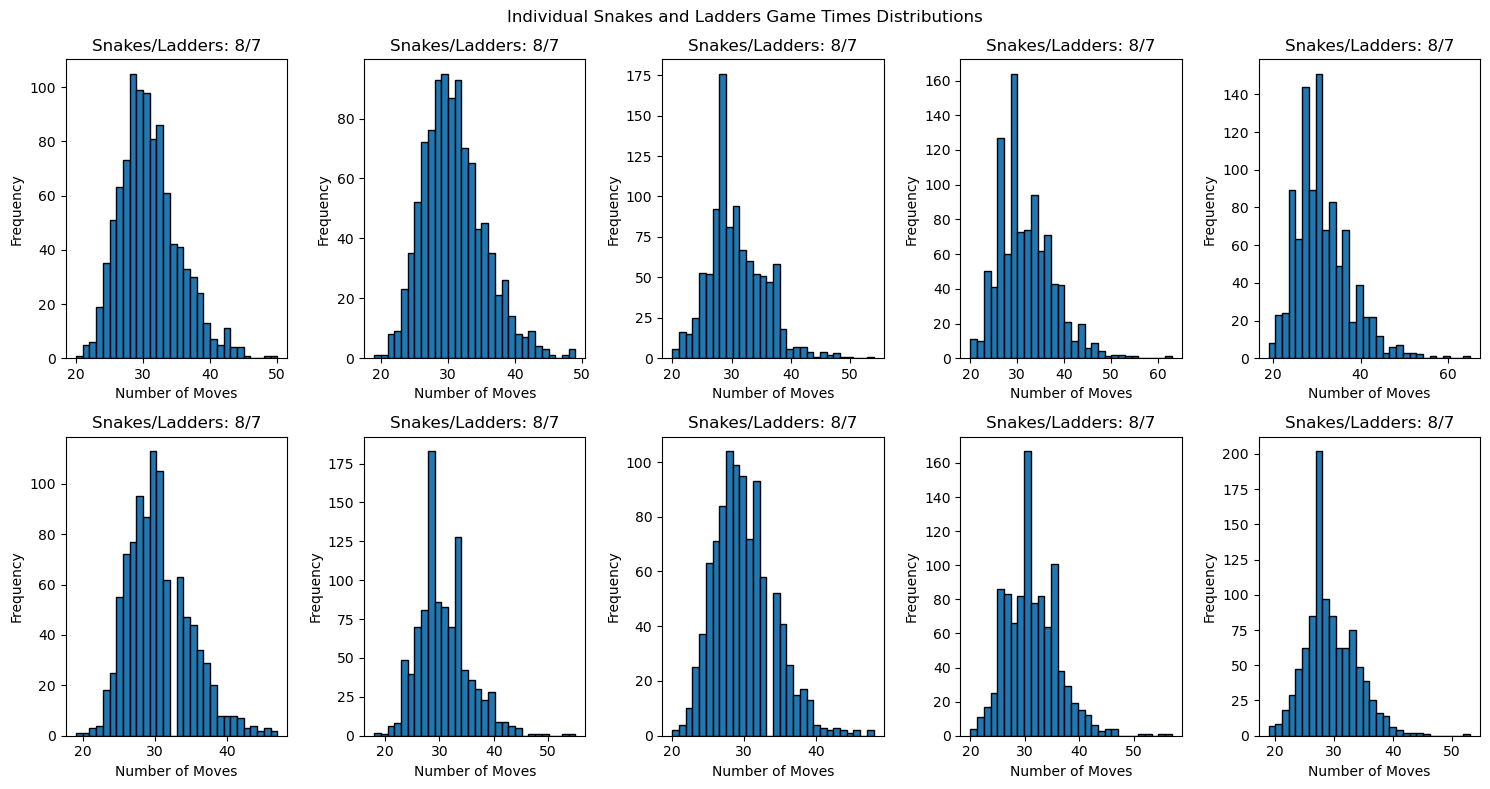 Individual Snakes and Ladders Game Times Distributions
Snakes/Ladders: 8/7
100
80
60
40
20
0
Frequency
20 30 40 50
Number of Moves
Snakes/Ladders: 8/7
80
60
40
20
0
Frequency
20 30 40 50
Number of Moves
Snakes/Ladders: 8/7
175
150
125
100
75
50
25
0
Frequency
20 30 40 50
Number of Moves
Snakes/Ladders: 8/7
160
140
120
100
80
60
40
20
0
Frequency
20 30 40 50 60
Number of Moves
Snakes/Ladders: 8/7
140
120
100
80
60
40
20
0
Frequency
20 40 60
Number of Moves
Snakes/Ladders: 8/7
100
80
60
40
20
0
Frequency
20 30 40
Number of Moves
Snakes/Ladders: 8/7
175
150
125
100
75
50
25
0
Frequency
20 30 40 50
Number of Moves
Snakes/Ladders: 8/7
100
80
60
40
20
0
Frequency
20 30 40
Number of Moves
Snakes/Ladders: 8/7
160
140
120
100
80
60
40
20
0
Frequency
20 30 40 50
Number of Moves
Snakes/Ladders: 8/7
200
175
150
125
100
75
50
25
0
Frequency
20 30 40 50
Number of Moves